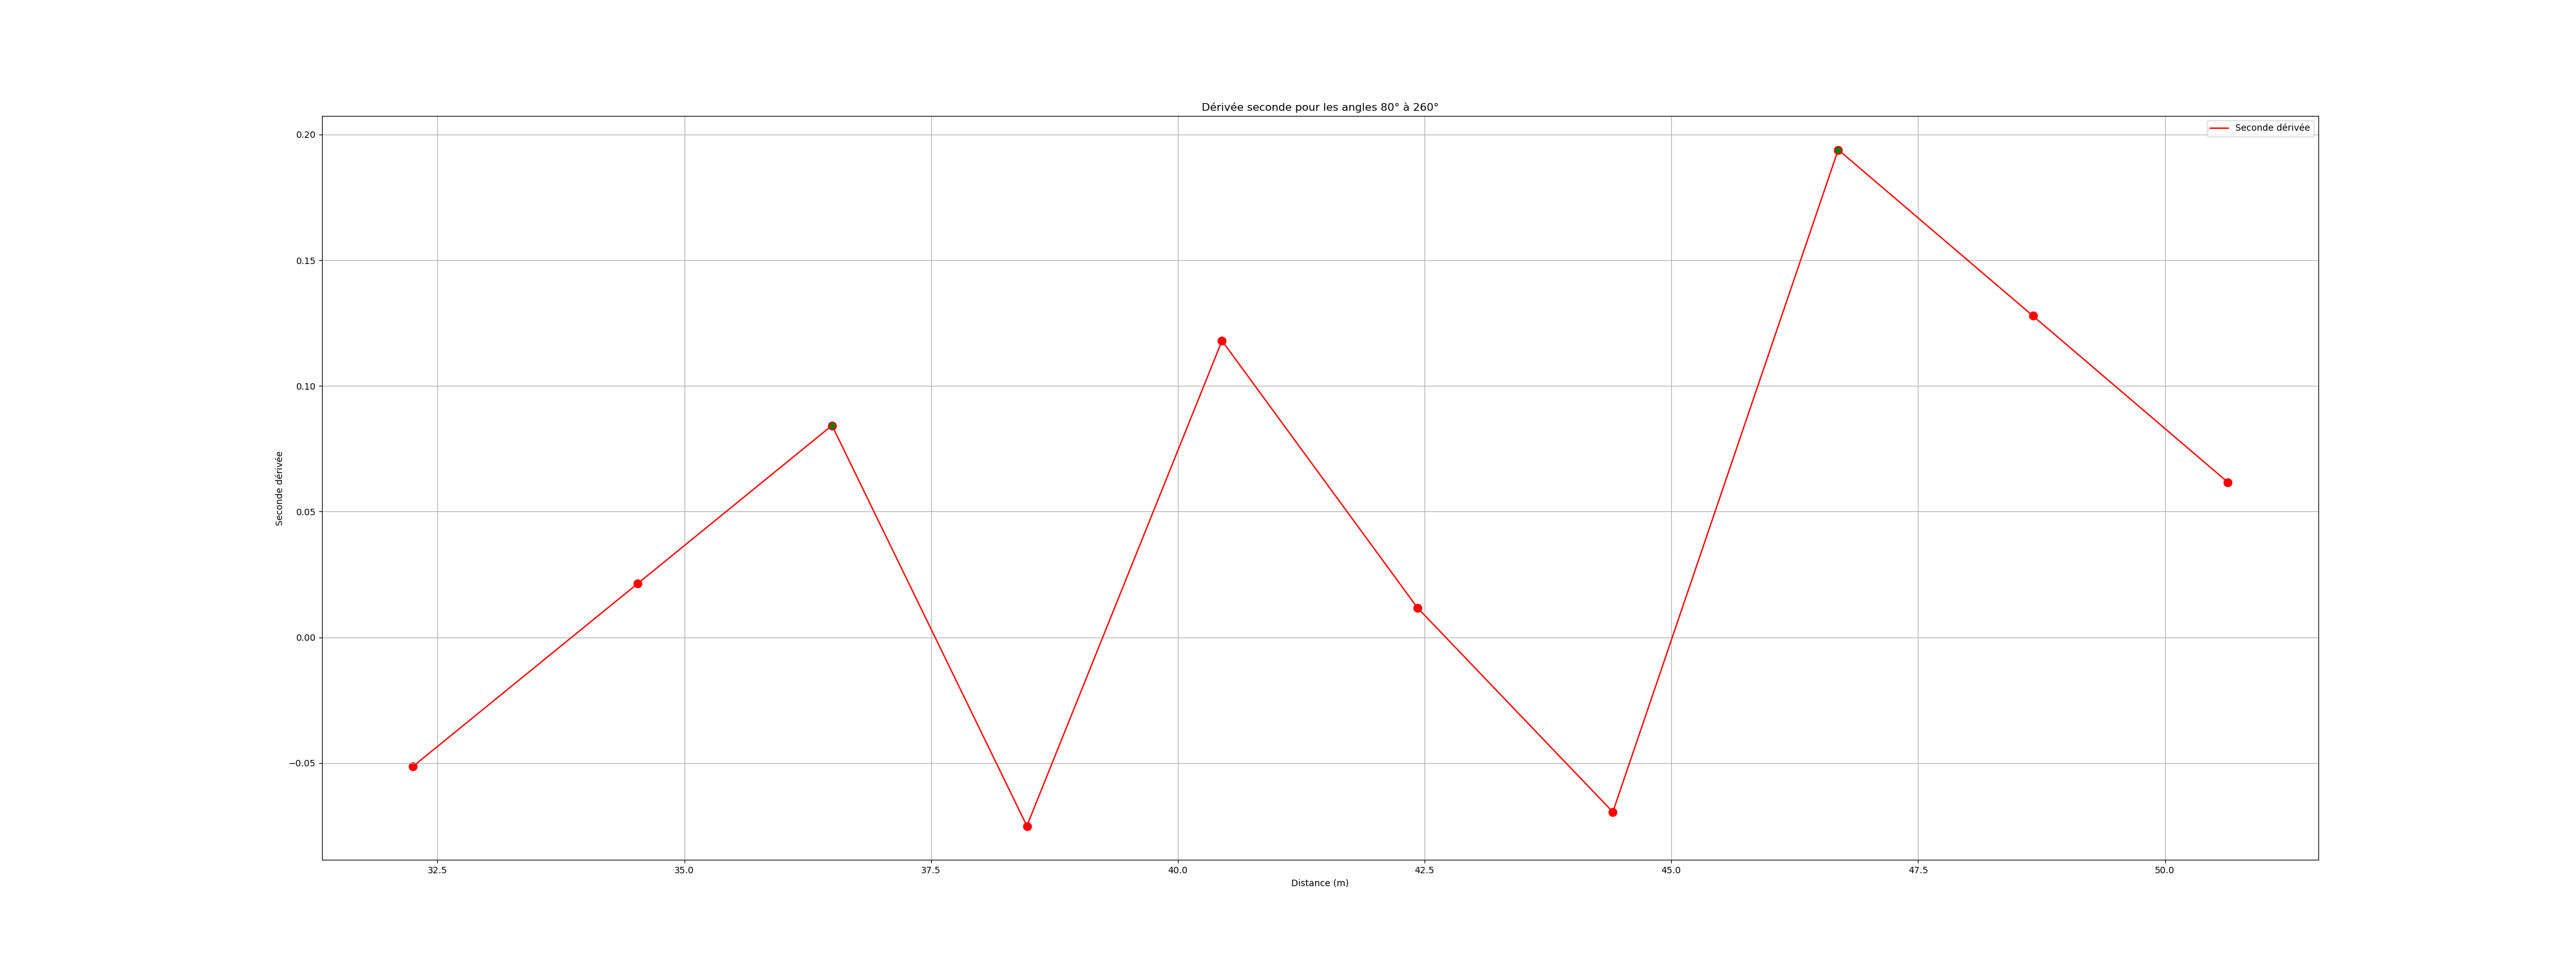 Dérivée seconde pour les angles 80° à 260°
Seconde dérivée
0.20
0.15
0.10
0.05
0.00
−0.05
Seconde dérivée
32.5 35.0 37.5 40.0 42.5 45.0 47.5 50.0
Distance (m)